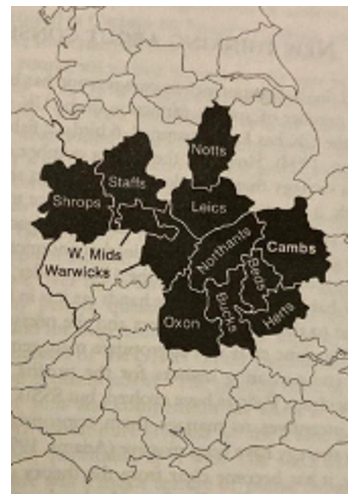 Notts
Staffs
Shrops
Leics
W. Mids
Warwicks
Northants
Cambs
Beds
Oxon
Bucks
Herts